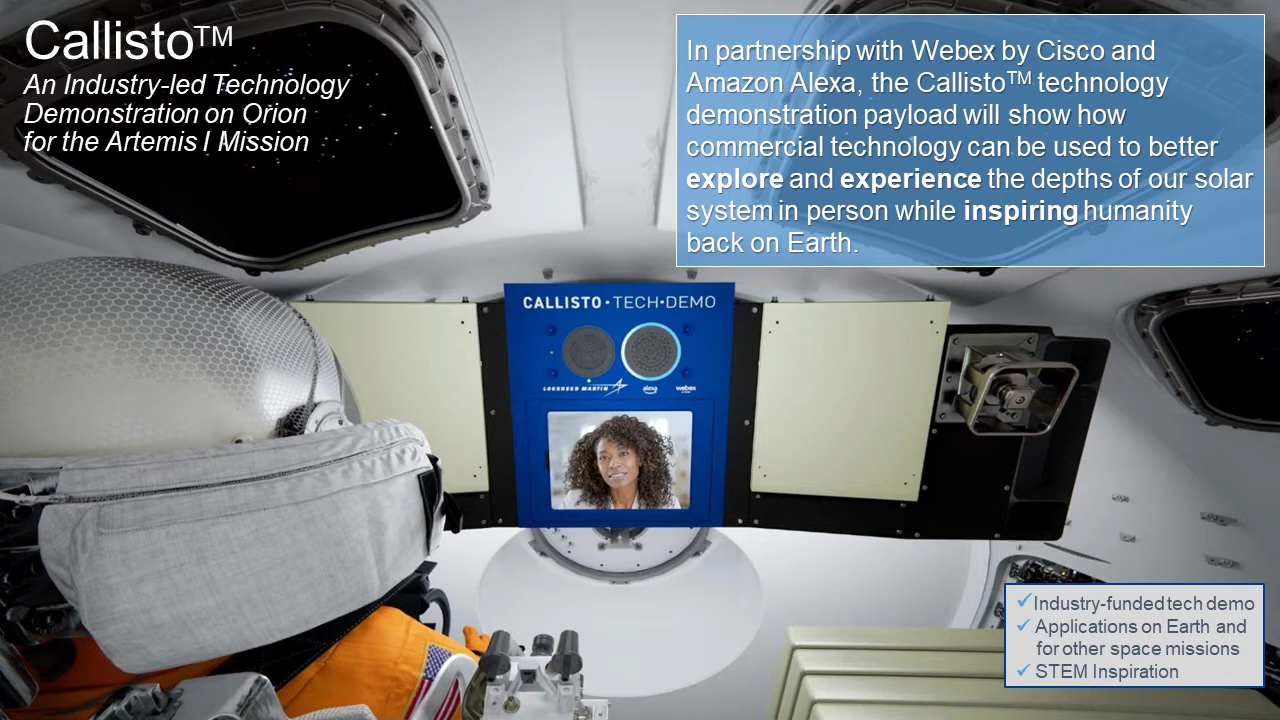 Callisto™
An Industry-led Technology
Demonstration on Orion
for the Artemis I Mission
In partnership with Webex by Cisco and
Amazon Alexa, the Callisto™ technology
demonstration payload will show how
commercial technology can be used to better
explore and experience the depths of our solar
system in person while inspiring humanity
back on Earth.
CALLISTO • TECH • DEMO
LOCKHEED MARTIN
alexa
webex
✓ Industry-funded tech demo
✓ Applications on Earth and
for other space missions
✓ STEM Inspiration